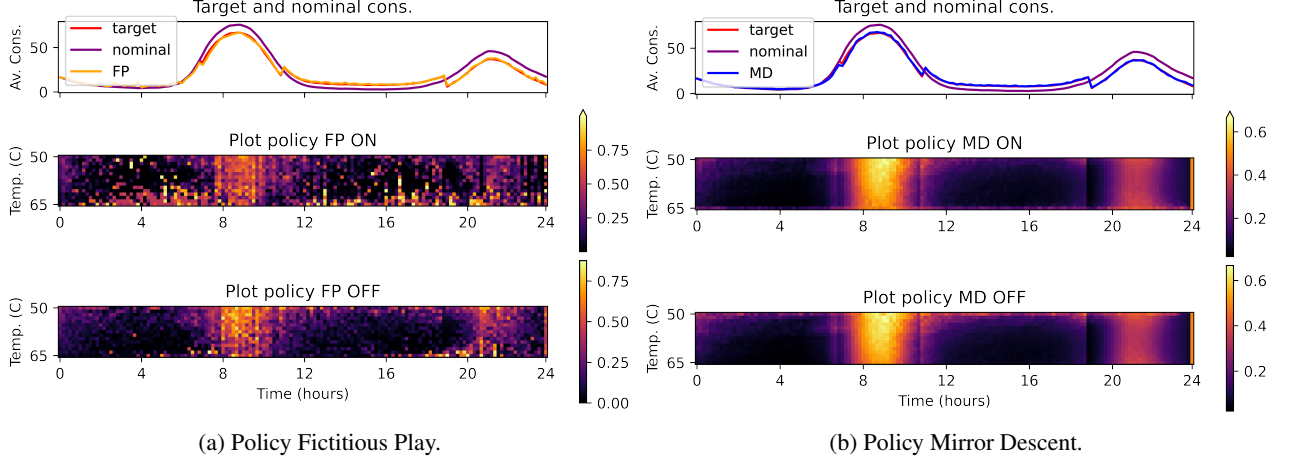 Target and nominal cons.
Av. Cons.
50
0
target
nominal
FP
Plot policy FP ON
Temp. (C)
50
65
0 4 8 12 16 20 24
0.75
0.50
0.25
Plot policy FP OFF
Temp. (C)
50
65
0 4 8 12 16 20 24
Time (hours)
0.75
0.50
0.25
0.00
(a) Policy Fictitious Play.
Target and nominal cons.
Av. Cons.
50
0
target
nominal
MD
Plot policy MD ON
Temp. (C)
50
65
0 4 8 12 16 20 24
0.6
0.4
0.2
Plot policy MD OFF
Temp. (C)
50
65
0 4 8 12 16 20 24
Time (hours)
0.6
0.4
0.2
(b) Policy Mirror Descent.